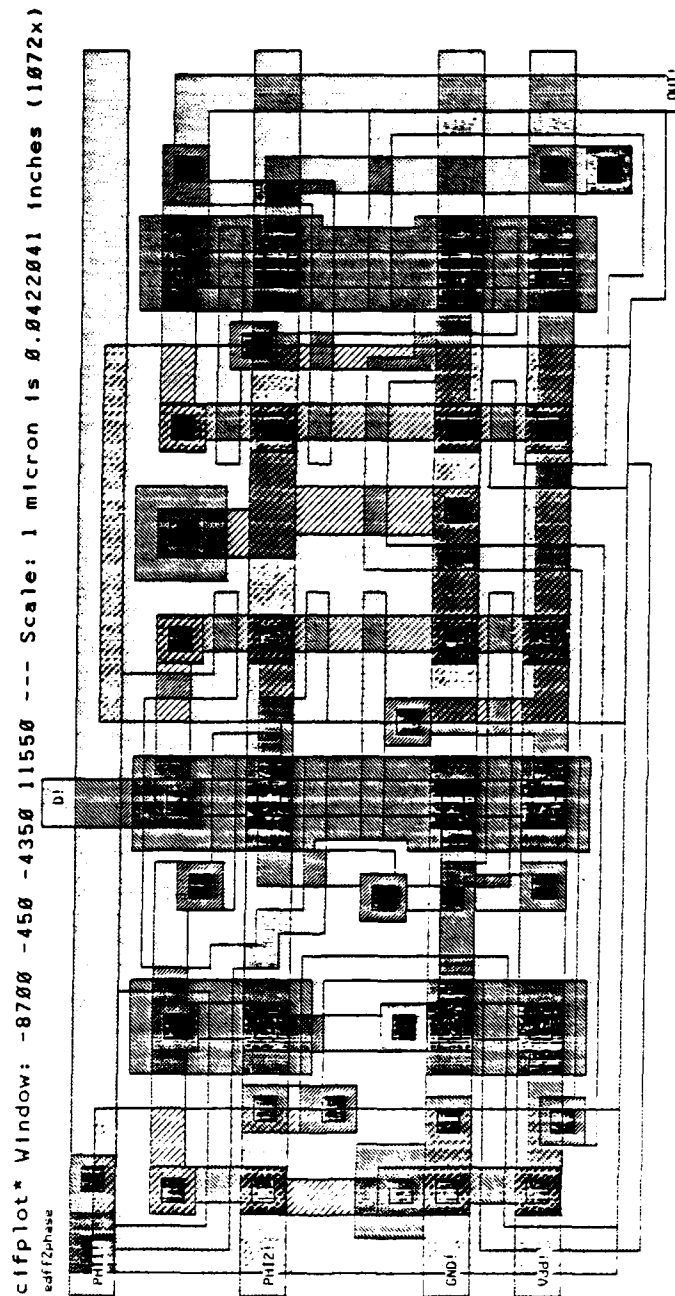 cifplot* Window: -8700 -450 -4350 11550 --- Scale: 1 micron is 0.0422041 inches (1072x)
edff2phase
D!
OUT!
PHI1!
PHI2!
GND!
Vdd!